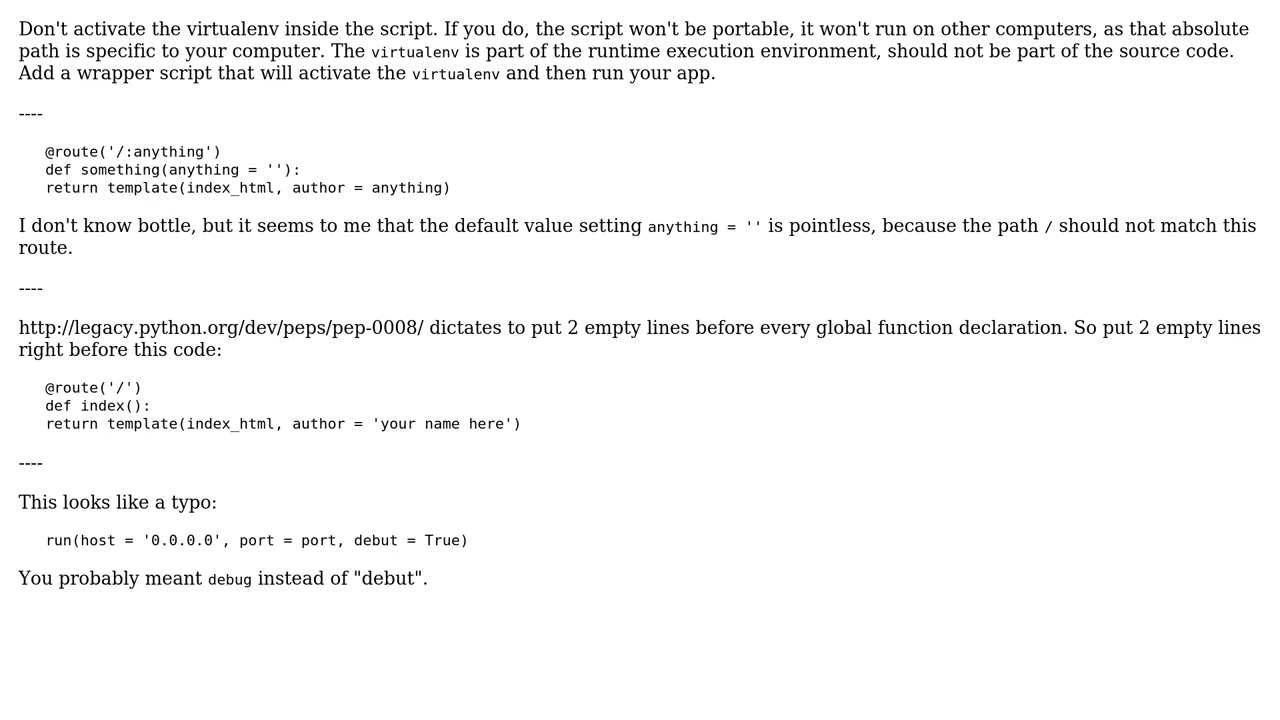 Don't activate the virtualenv inside the script. If you do, the script won't be portable, it won't run on other computers, as that absolute
path is specific to your computer. The virtualenv is part of the runtime execution environment, should not be part of the source code.
Add a wrapper script that will activate the virtualenv and then run your app.
----
@route('/:anything')
def something(anything = ''):
return template(index_html, author = anything)
I don't know bottle, but it seems to me that the default value setting anything = '' is pointless, because the path / should not match this
route.
----
http://legacy.python.org/dev/peps/pep-0008/ dictates to put 2 empty lines before every global function declaration. So put 2 empty lines
right before this code:
@route('/')
def index():
return template(index_html, author = 'your name here')
----
This looks like a typo:
run(host = '0.0.0.0', port = port, debut = True)
You probably meant debug instead of "debut".